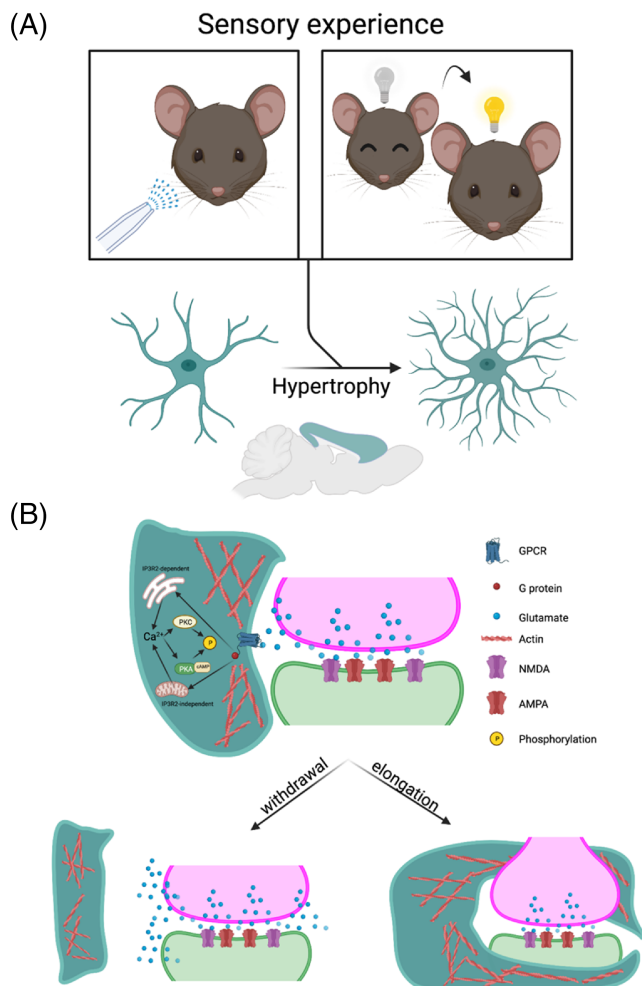 (A)
Sensory experience
Hypertrophy
(B)
IP3R2-dependent
Ca2+
PKC
P
PKA
cAMP
IP3R2-independent
GPCR
G protein
Glutamate
Actin
NMDA
AMPA
P
Phosphorylation
withdrawal
elongation